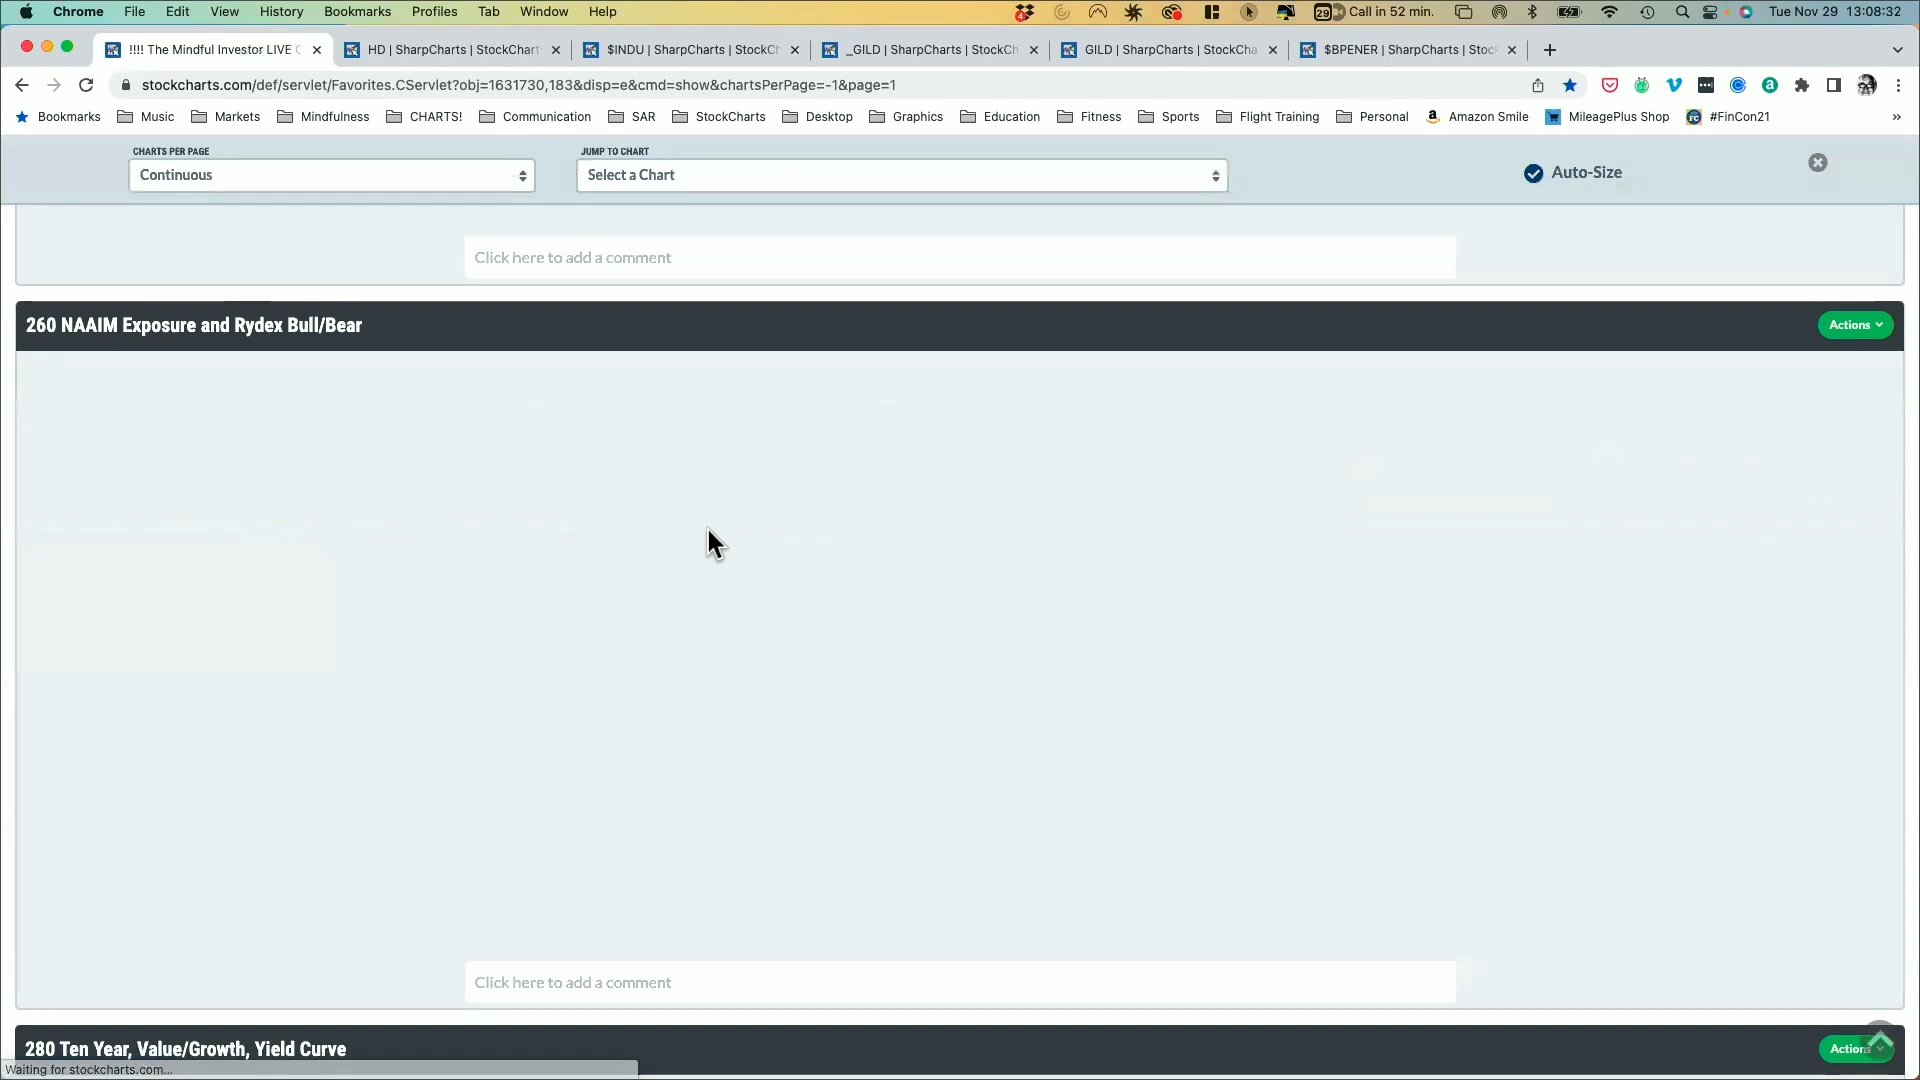 Chrome File Edit View History Bookmarks Profiles Tab Window Help 4 29 Call in 52 min. Tue Nov 29 13:08:32
!!!! The Mindful Investor LIVE C HD | SharpCharts | StockChart $INDU | SharpCharts | StockCh _GILD | SharpCharts | StockCh GILD | SharpCharts | StockCha $BPENER | SharpCharts | Stoc
stockcharts.com/def/servlet/Favorites.CServlet?obj=1631730,183&disp=e&cmd=show&chartsPerPage=-1&page=1
Bookmarks Music Markets Mindfulness CHARTS! Communication SAR StockCharts Desktop Graphics Education Fitness Sports Flight Training Personal Amazon Smile MileagePlus Shop #FinCon21 »
CHARTS PER PAGE JUMP TO CHART
Continuous Select a Chart Auto-Size
Click here to add a comment
260 NAAIM Exposure and Rydex Bull/Bear Actions
Click here to add a comment
280 Ten Year, Value/Growth, Yield Curve Actions
Waiting for stockcharts.com...